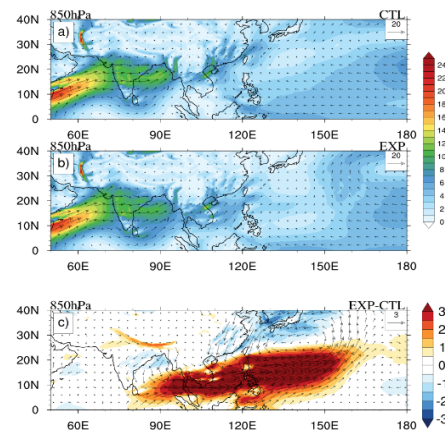 850hPa CTL
40N
a)
20
30N
20N
10N
0
60E 90E 120E 150E 180
850hPa EXP
40N
b)
20
30N
20N
10N
0
60E 90E 120E 150E 180
24
22
20
18
16
14
12
10
8
6
4
2
0
850hPa EXP-CTL
40N
c)
3
30N
20N
10N
0
60E 90E 120E 150E 180
3
2
1
0
-1
-2
-3